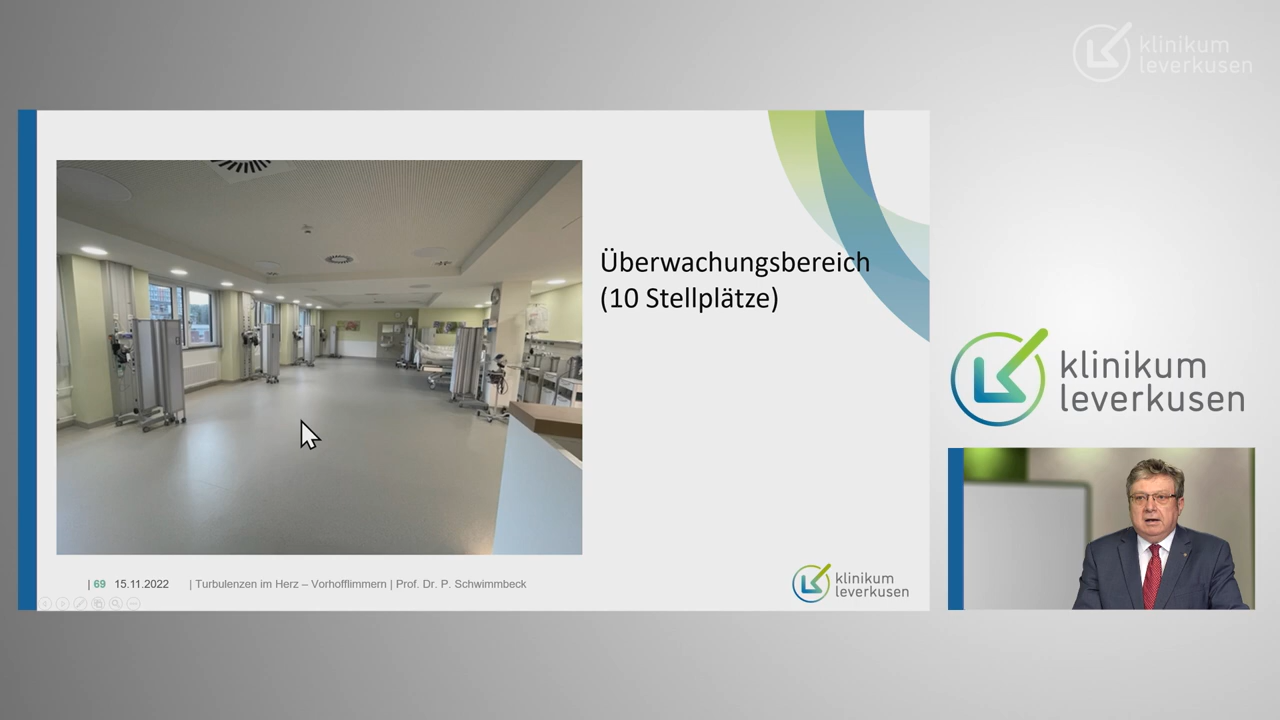 klinikum
leverkusen
Überwachungsbereich
(10 Stellplätze)
klinikum
leverkusen
| 69 15.11.2022 | Turbulenzen im Herz – Vorhofflimmern | Prof. Dr. P. Schwimmbeck
klinikum
leverkusen